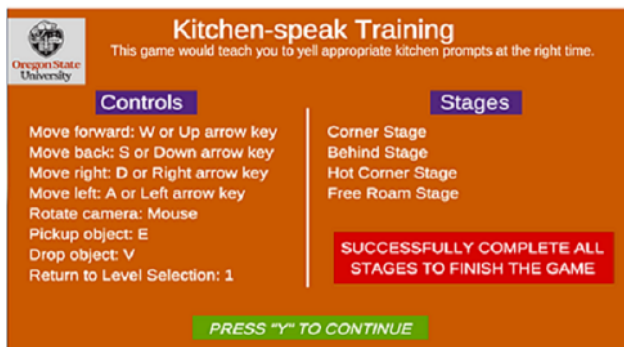 Kitchen-speak Training
This game would teach you to yell appropriate kitchen prompts at the right time.
Oregon State
University
Controls
Move forward: W or Up arrow key
Move back: S or Down arrow key
Move right: D or Right arrow key
Move left: A or Left arrow key
Rotate camera: Mouse
Pickup object: E
Drop object: V
Return to Level Selection: 1
Stages
Corner Stage
Behind Stage
Hot Corner Stage
Free Roam Stage
SUCCESSFULLY COMPLETE ALL
STAGES TO FINISH THE GAME
PRESS "Y" TO CONTINUE